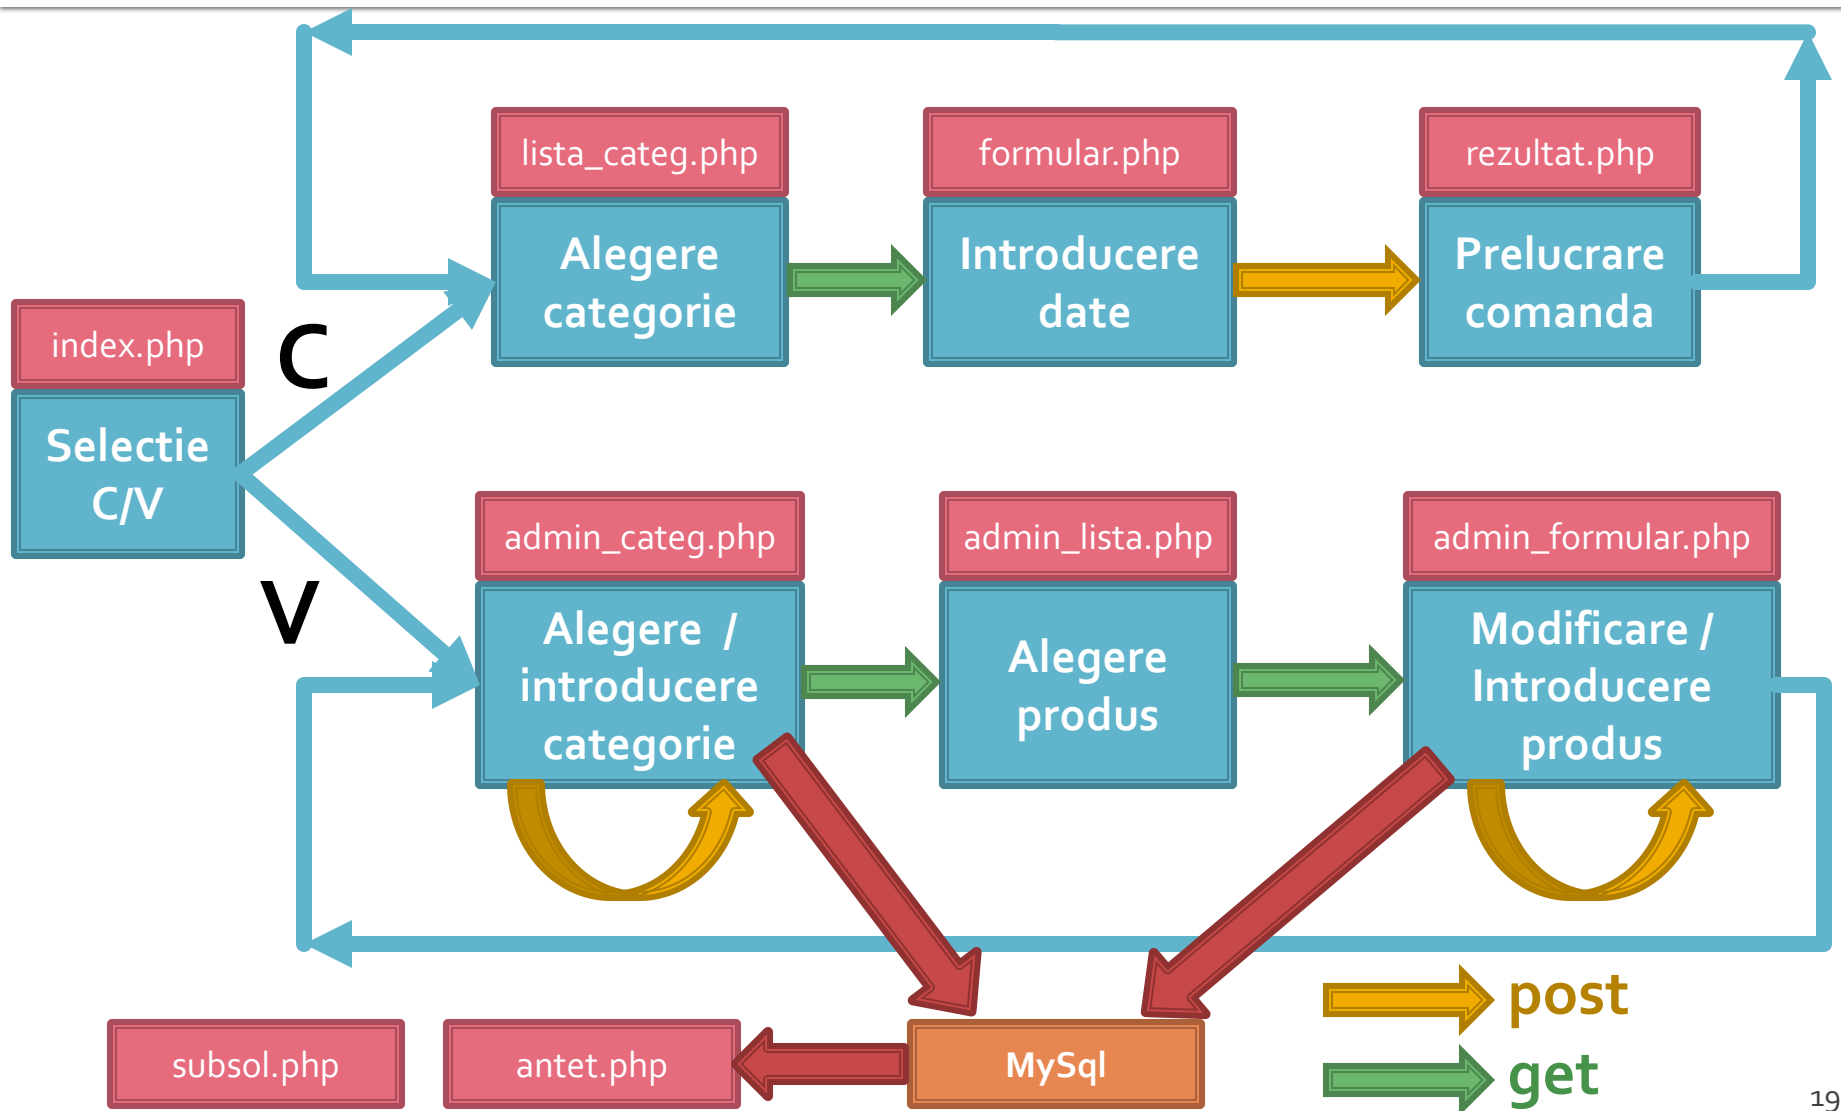 lista_categ.php
formular.php
rezultat.php
Alegere
categorie
Introducere
date
Prelucrare
comanda
index.php
C
Selectie
C/V
V
admin_categ.php
admin_lista.php
admin_formular.php
Alegere /
introducere
categorie
Alegere
produs
Modificare /
Introducere
produs
post
get
subsol.php
antet.php
MySql
19